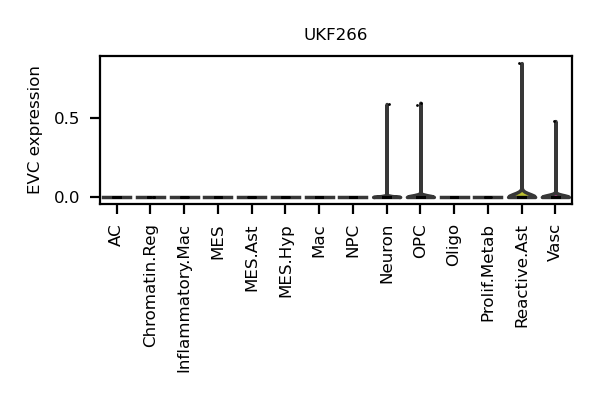 UKF266
EVC expression
0.5
0.0
AC
Chromatin.Reg
Inflammatory.Mac
MES
MES.Ast
MES.Hyp
Mac
NPC
Neuron
OPC
Oligo
Prolif.Metab
Reactive.Ast
Vasc